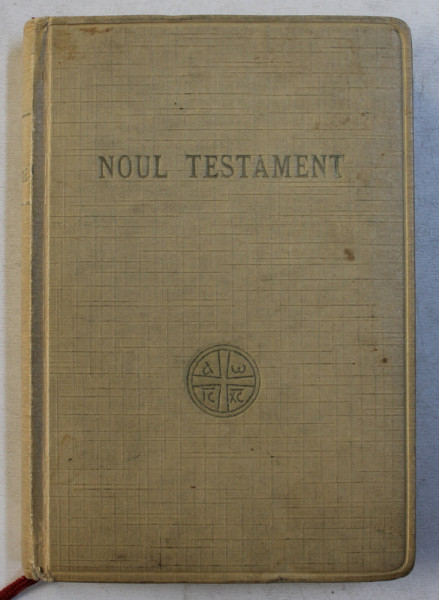 NOUL TESTAMENT
α ω
IC XC